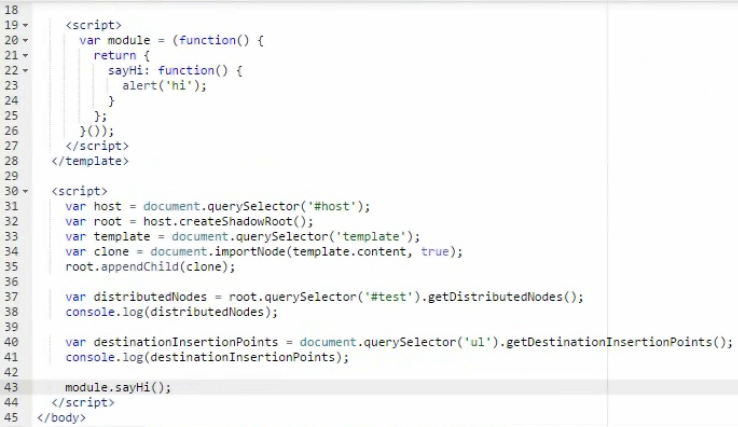 18
19 <script>
20 var module = (function() {
21 return {
22 sayHi: function() {
23 alert('hi');
24 }
25 };
26 }());
27 </script>
28 </template>
29
30 <script>
31 var host = document.querySelector('#host');
32 var root = host.createShadowRoot();
33 var template = document.querySelector('template');
34 var clone = document.importNode(template.content, true);
35 root.appendChild(clone);
36
37 var distributedNodes = root.querySelector('#test').getDistributedNodes();
38 console.log(distributedNodes);
39
40 var destinationInsertionPoints = document.querySelector('ul').getDestinationInsertionPoints();
41 console.log(destinationInsertionPoints);
42
43 module.sayHi();
44 </script>
45 </body>